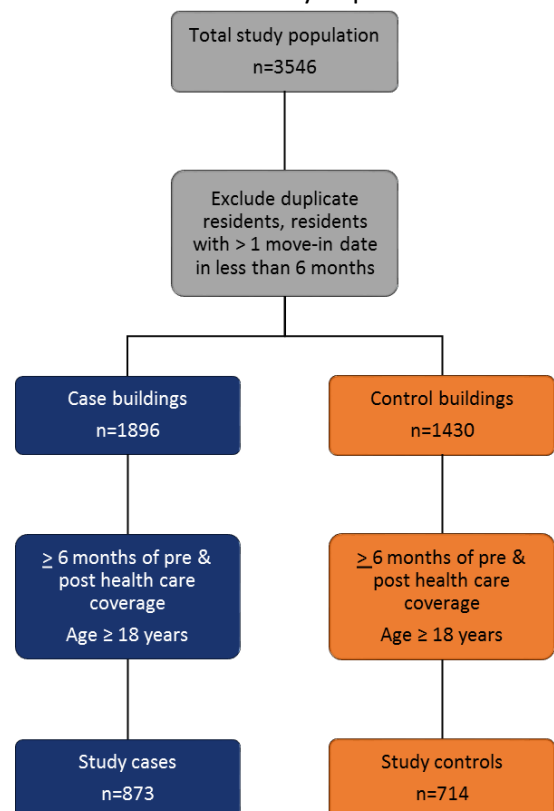 Total study population
n=3546
Exclude duplicate
residents, residents
with > 1 move-in date
in less than 6 months
Case buildings
n=1896
Control buildings
n=1430
≥ 6 months of pre &
post health care
coverage
Age ≥ 18 years
≥ 6 months of pre &
post health care
coverage
Age ≥ 18 years
Study cases
n=873
Study controls
n=714